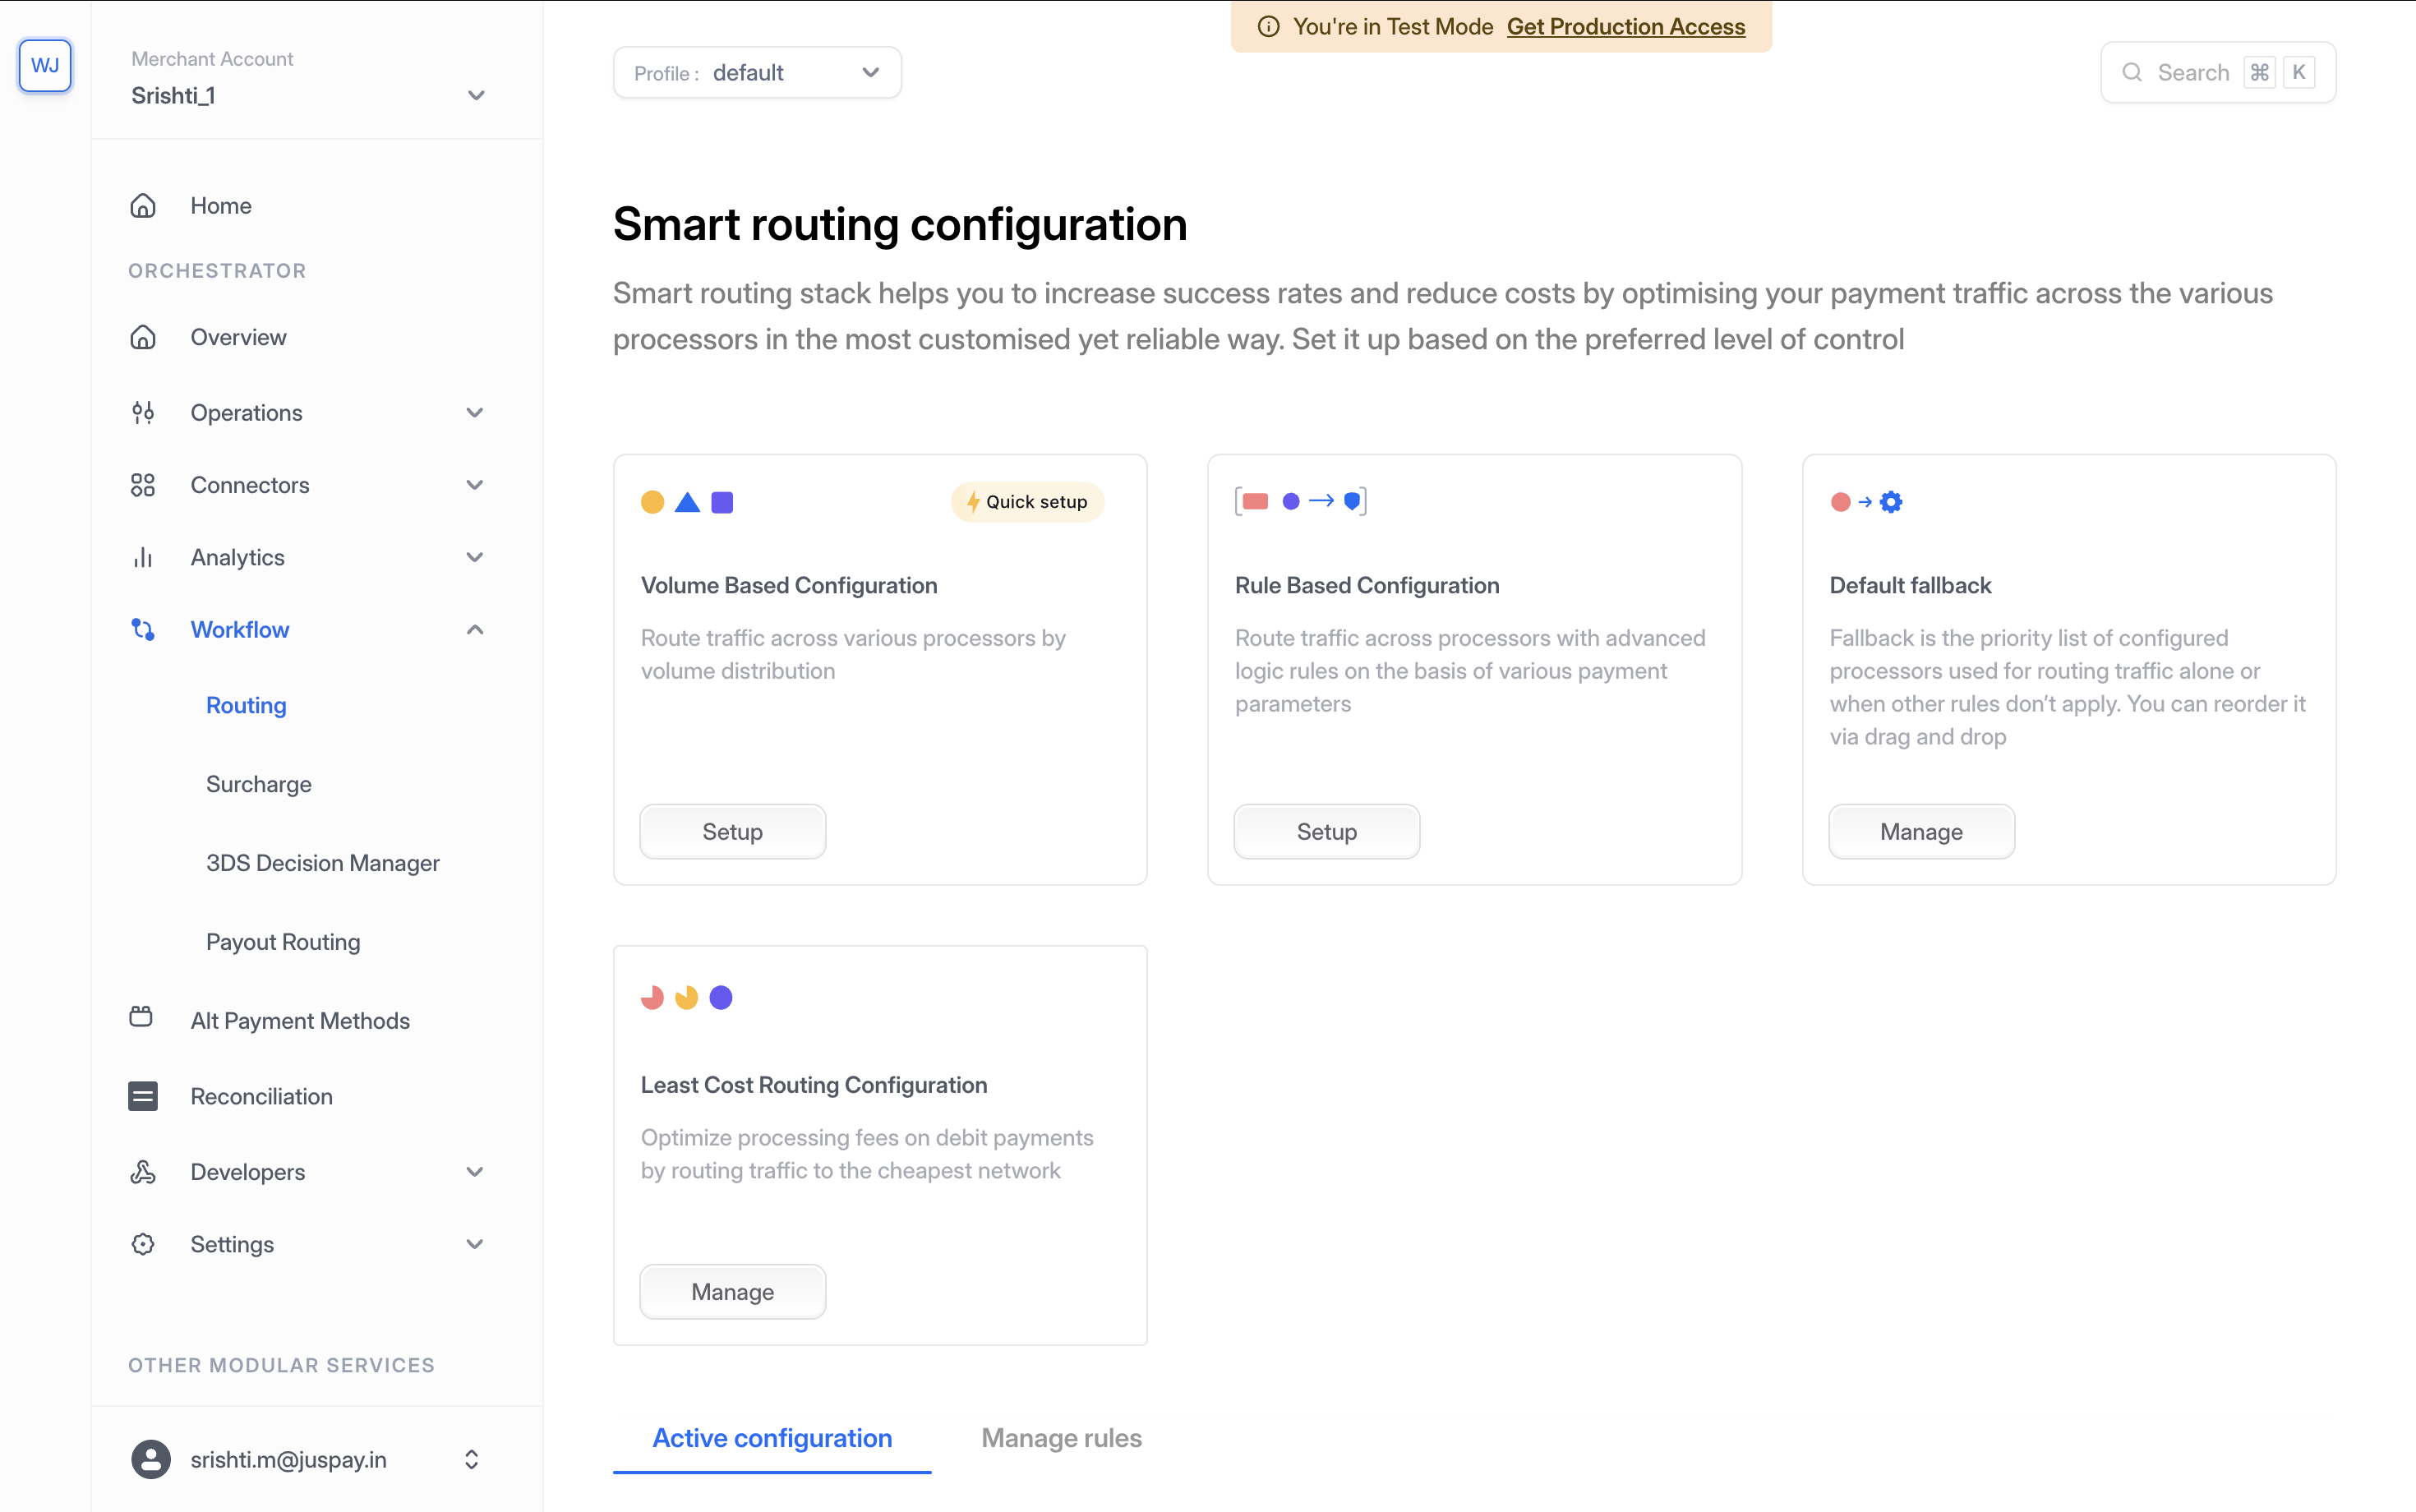 You're in Test Mode Get Production Access
WJ
Merchant Account
Srishti_1
Profile : default
Search ⌘ K
Home
ORCHESTRATOR
Overview
Operations
Connectors
Analytics
Workflow
Routing
Surcharge
3DS Decision Manager
Payout Routing
Alt Payment Methods
Reconciliation
Developers
Settings
OTHER MODULAR SERVICES
srishti.m@juspay.in
Smart routing configuration
Smart routing stack helps you to increase success rates and reduce costs by optimising your payment traffic across the various
processors in the most customised yet reliable way. Set it up based on the preferred level of control
Quick setup
Volume Based Configuration
Route traffic across various processors by
volume distribution
Setup
Rule Based Configuration
Route traffic across processors with advanced
logic rules on the basis of various payment
parameters
Setup
Default fallback
Fallback is the priority list of configured
processors used for routing traffic alone or
when other rules don’t apply. You can reorder it
via drag and drop
Manage
Least Cost Routing Configuration
Optimize processing fees on debit payments
by routing traffic to the cheapest network
Manage
Active configuration
Manage rules